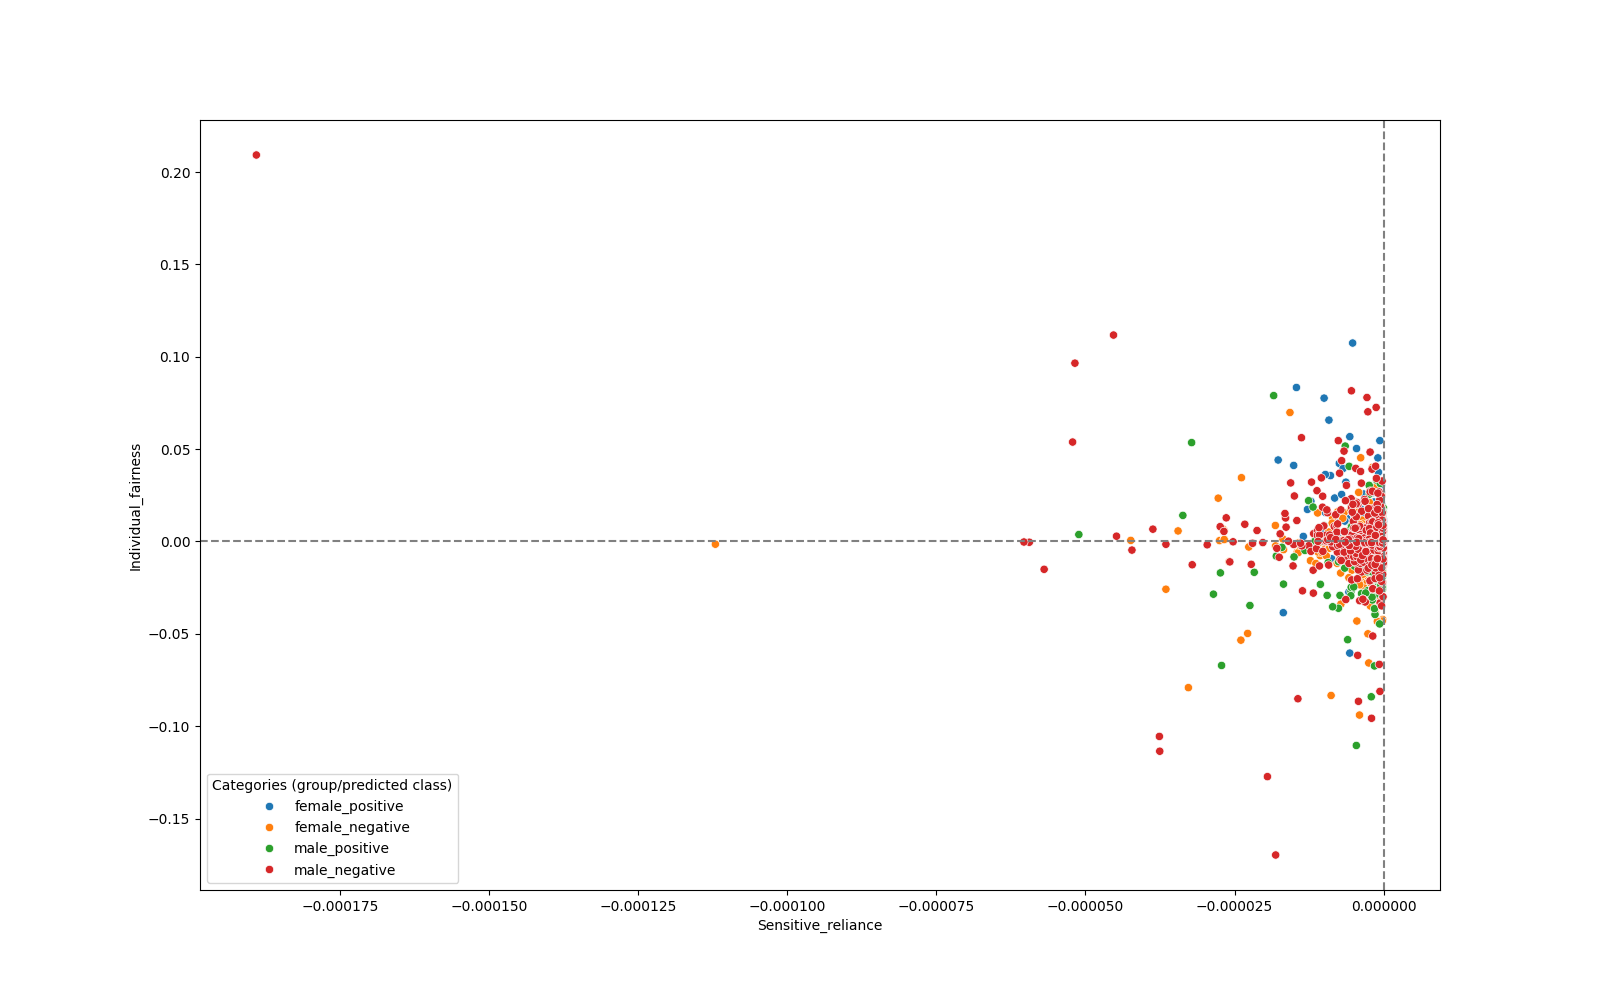 0.20
0.15
0.10
0.05
0.00
−0.05
−0.10
−0.15
Individual_fairness
Categories (group/predicted class)
female_positive
female_negative
male_positive
male_negative
−0.000175 −0.000150 −0.000125 −0.000100 −0.000075 −0.000050 −0.000025 0.000000
Sensitive_reliance